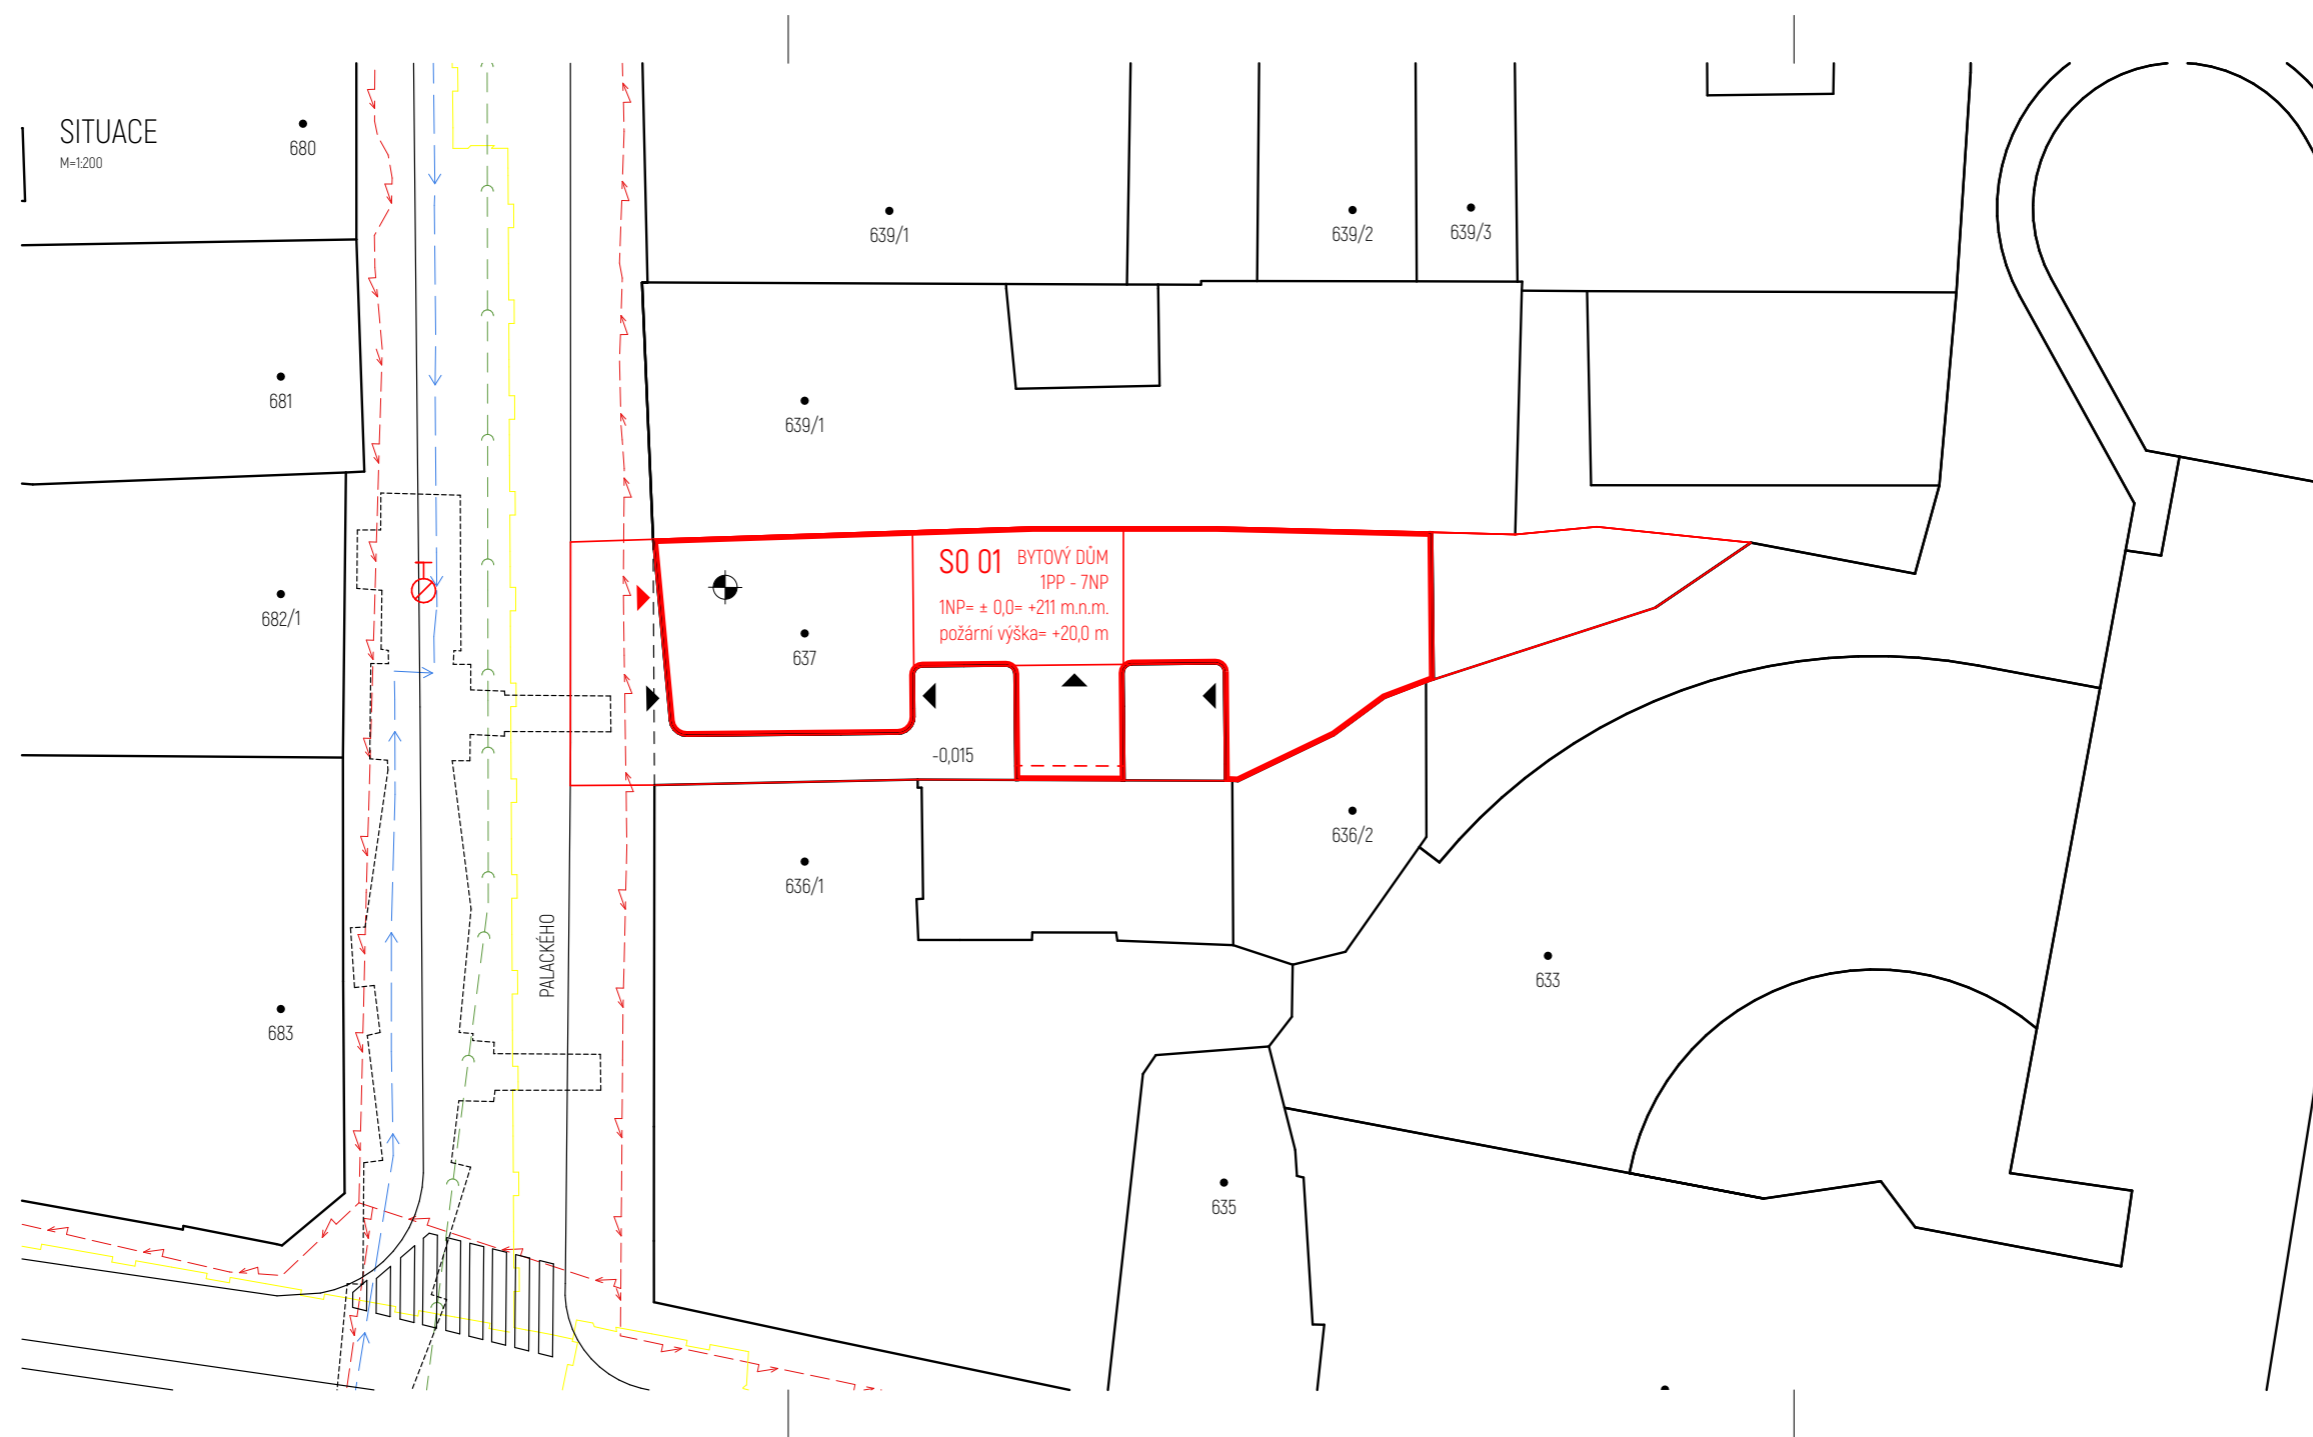 SITUACE
M=1:200
680
639/1
639/2
639/3
681
639/1
682/1
SO 01 BYTOVÝ DŮM
1PP - 7NP
1NP= ± 0,0= +211 m.n.m.
požární výška= +20,0 m
637
-0,015
636/2
636/1
PALACKÉHO
633
683
635